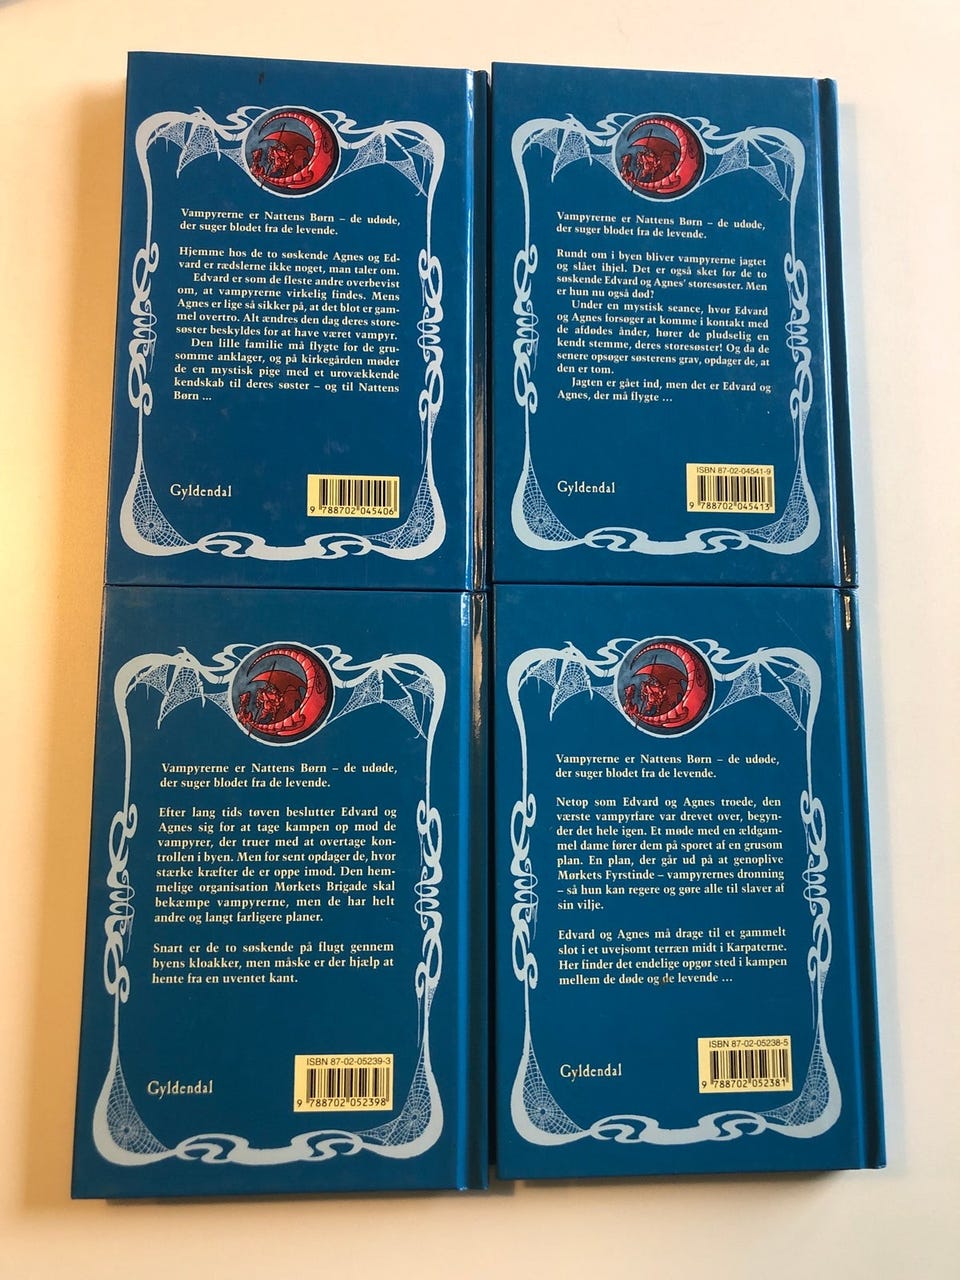 Vampyrerne er Nattens Børn – de udøde,
der suger blodet fra de levende.
Hjemme hos de to søskende Agnes og Ed-
vard er rædslerne ikke noget, man taler om.
Edvard er som de fleste andre overbevist
om, at vampyrerne virkelig findes. Mens
Agnes er lige så sikker på, at det blot er gam-
mel overtro. Alt ændres den dag deres store-
søster beskyldes for at have været vampyr.
Den lille familie må flygte for de gru-
somme anklager, og på kirkegården møder
de en mystisk pige med et urovækkende
kendskab til deres søster – og til Nattens
Børn ...
Gyldendal
9 788702 045406
Vampyrerne er Nattens Børn – de udøde,
der suger blodet fra de levende.
Rundt om i byen bliver vampyrerne jagtet
og slået ihjel. Det er også sket for de to
søskende Edvard og Agnes' storesøster. Men
er hun nu også død?
Under en mystisk seance, hvor Edvard
og Agnes forsøger at komme i kontakt med
de afdødes ånder, hører de pludselig en
kendt stemme, deres storesøster! Og da de
senere opsøger søsterens grav, opdager de, at
den er tom.
Jagten er gået ind, men det er Edvard og
Agnes, der må flygte ...
Gyldendal
ISBN 87-02-04541-9
9 788702 045413
Vampyrerne er Nattens Børn – de udøde,
der suger blodet fra de levende.
Efter lang tids tøven beslutter Edvard og
Agnes sig for at tage kampen op mod de
vampyrer, der truer med at overtage kon-
trollen i byen. Men for sent opdager de, hvor
stærke kræfter de er oppe imod. Den hem-
melige organisation Mørkets Brigade skal
bekæmpe vampyrerne, men de har helt
andre og langt farligere planer.
Snart er de to søskende på flugt gennem
byens kloakker, men måske er der hjælp at
hente fra en uventet kant.
Gyldendal
ISBN 87-02-05239-3
9 788702 052398
Vampyrerne er Nattens Børn – de udøde,
der suger blodet fra de levende.
Netop som Edvard og Agnes troede, den
værste vampyrfare var drevet over, begyn-
der det hele igen. Et møde med en ældgam-
mel dame fører dem på sporet af en grusom
plan. En plan, der går ud på at genoplive
Mørkets Fyrstinde – vampyrernes dronning
– så hun kan regere og gøre alle til slaver af
sin vilje.
Edvard og Agnes må drage til et gammelt
slot i et uvejsomt terræn midt i Karpaterne.
Her finder det endelige opgør sted i kampen
mellem de døde og de levende ...
Gyldendal
ISBN 87-02-05238-5
9 788702 052381